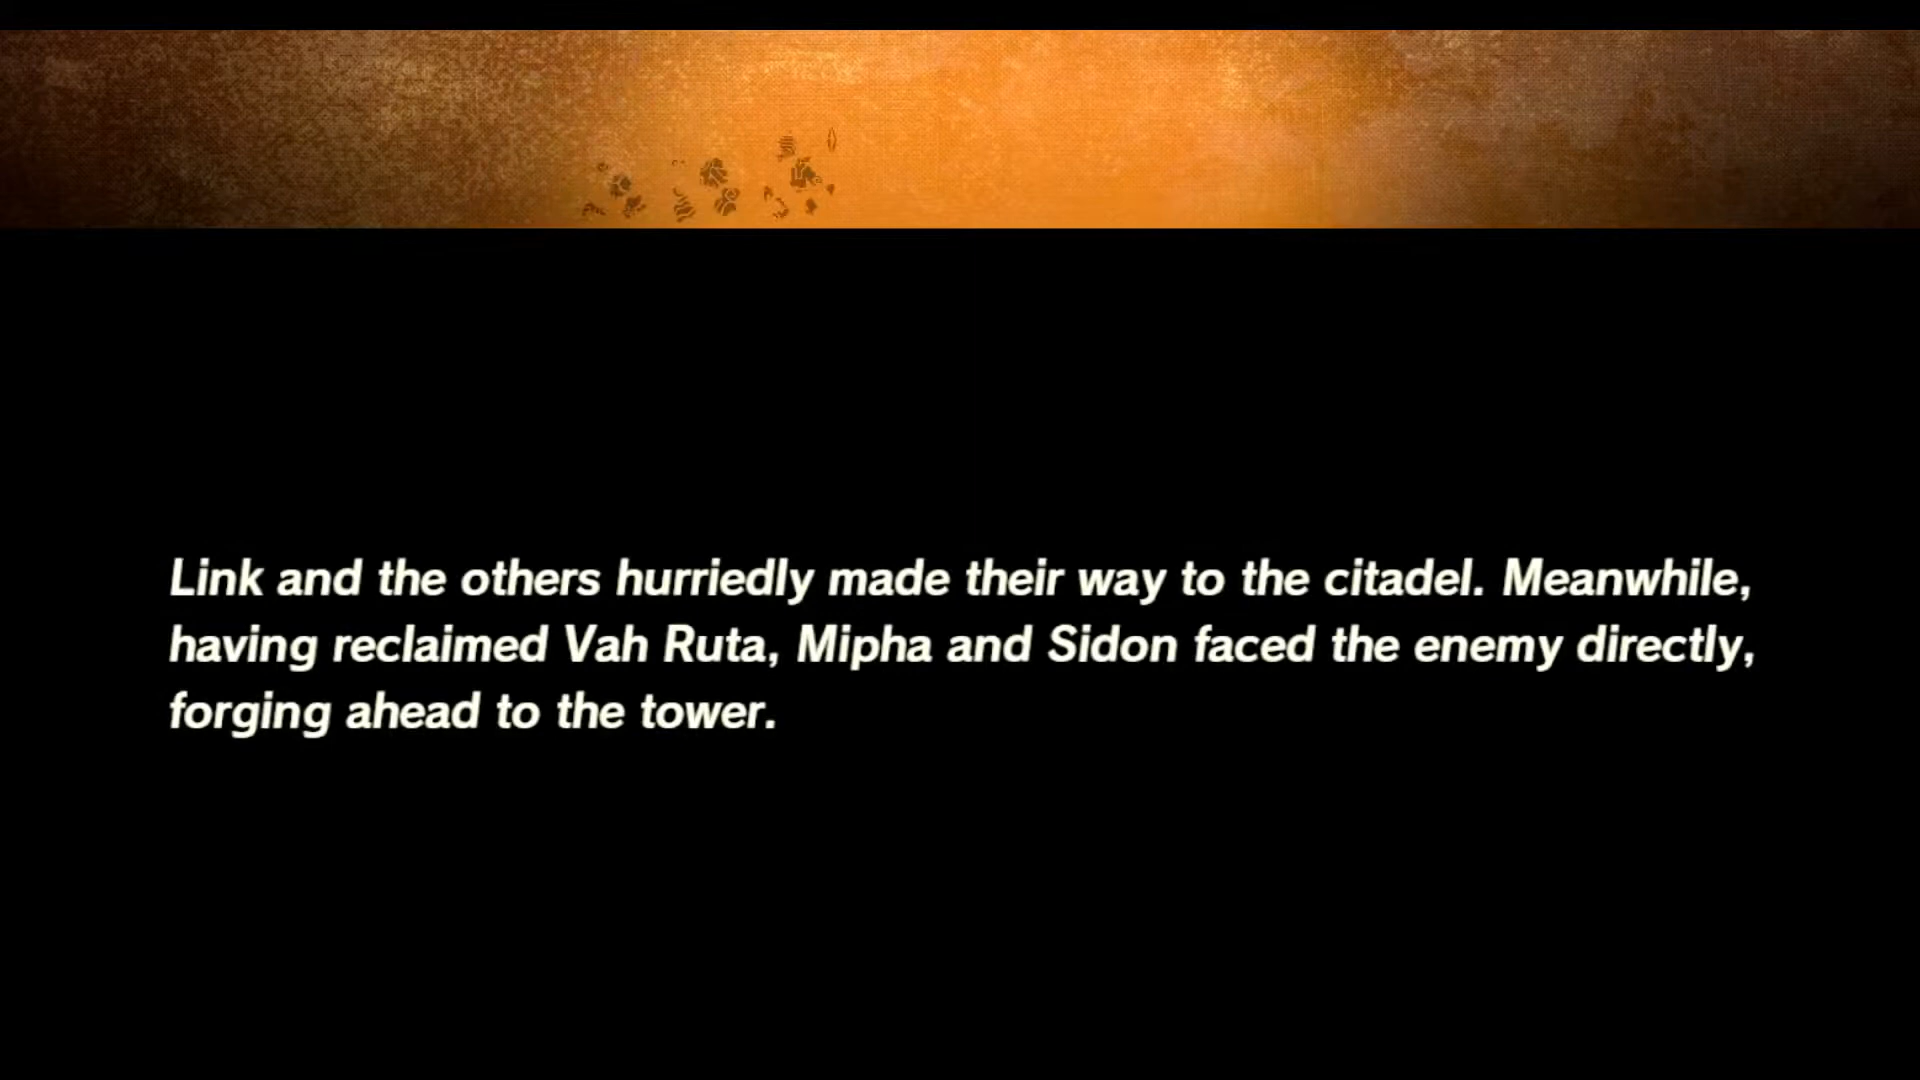 Link and the others hurriedly made their way to the citadel. Meanwhile,
having reclaimed Vah Ruta, Mipha and Sidon faced the enemy directly,
forging ahead to the tower.